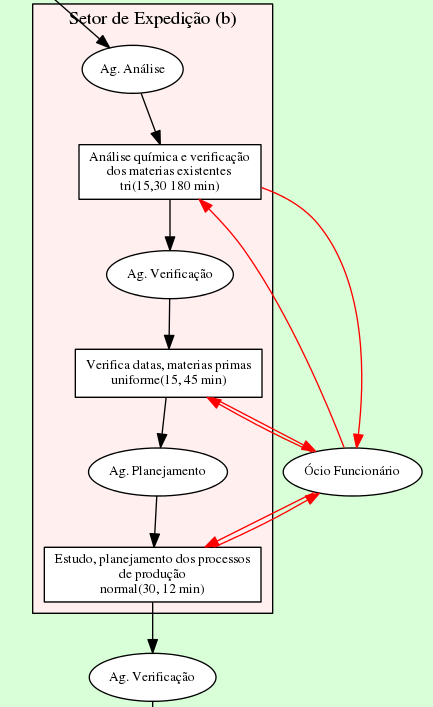 Setor de Expedição (b)
Ag. Análise
Análise química e verificação
dos materias existentes
tri(15,30 180 min)
Ag. Verificação
Verifica datas, materias primas
uniforme(15, 45 min)
Ag. Planejamento
Ócio Funcionário
Estudo, planejamento dos processos
de produção
normal(30, 12 min)
Ag. Verificação